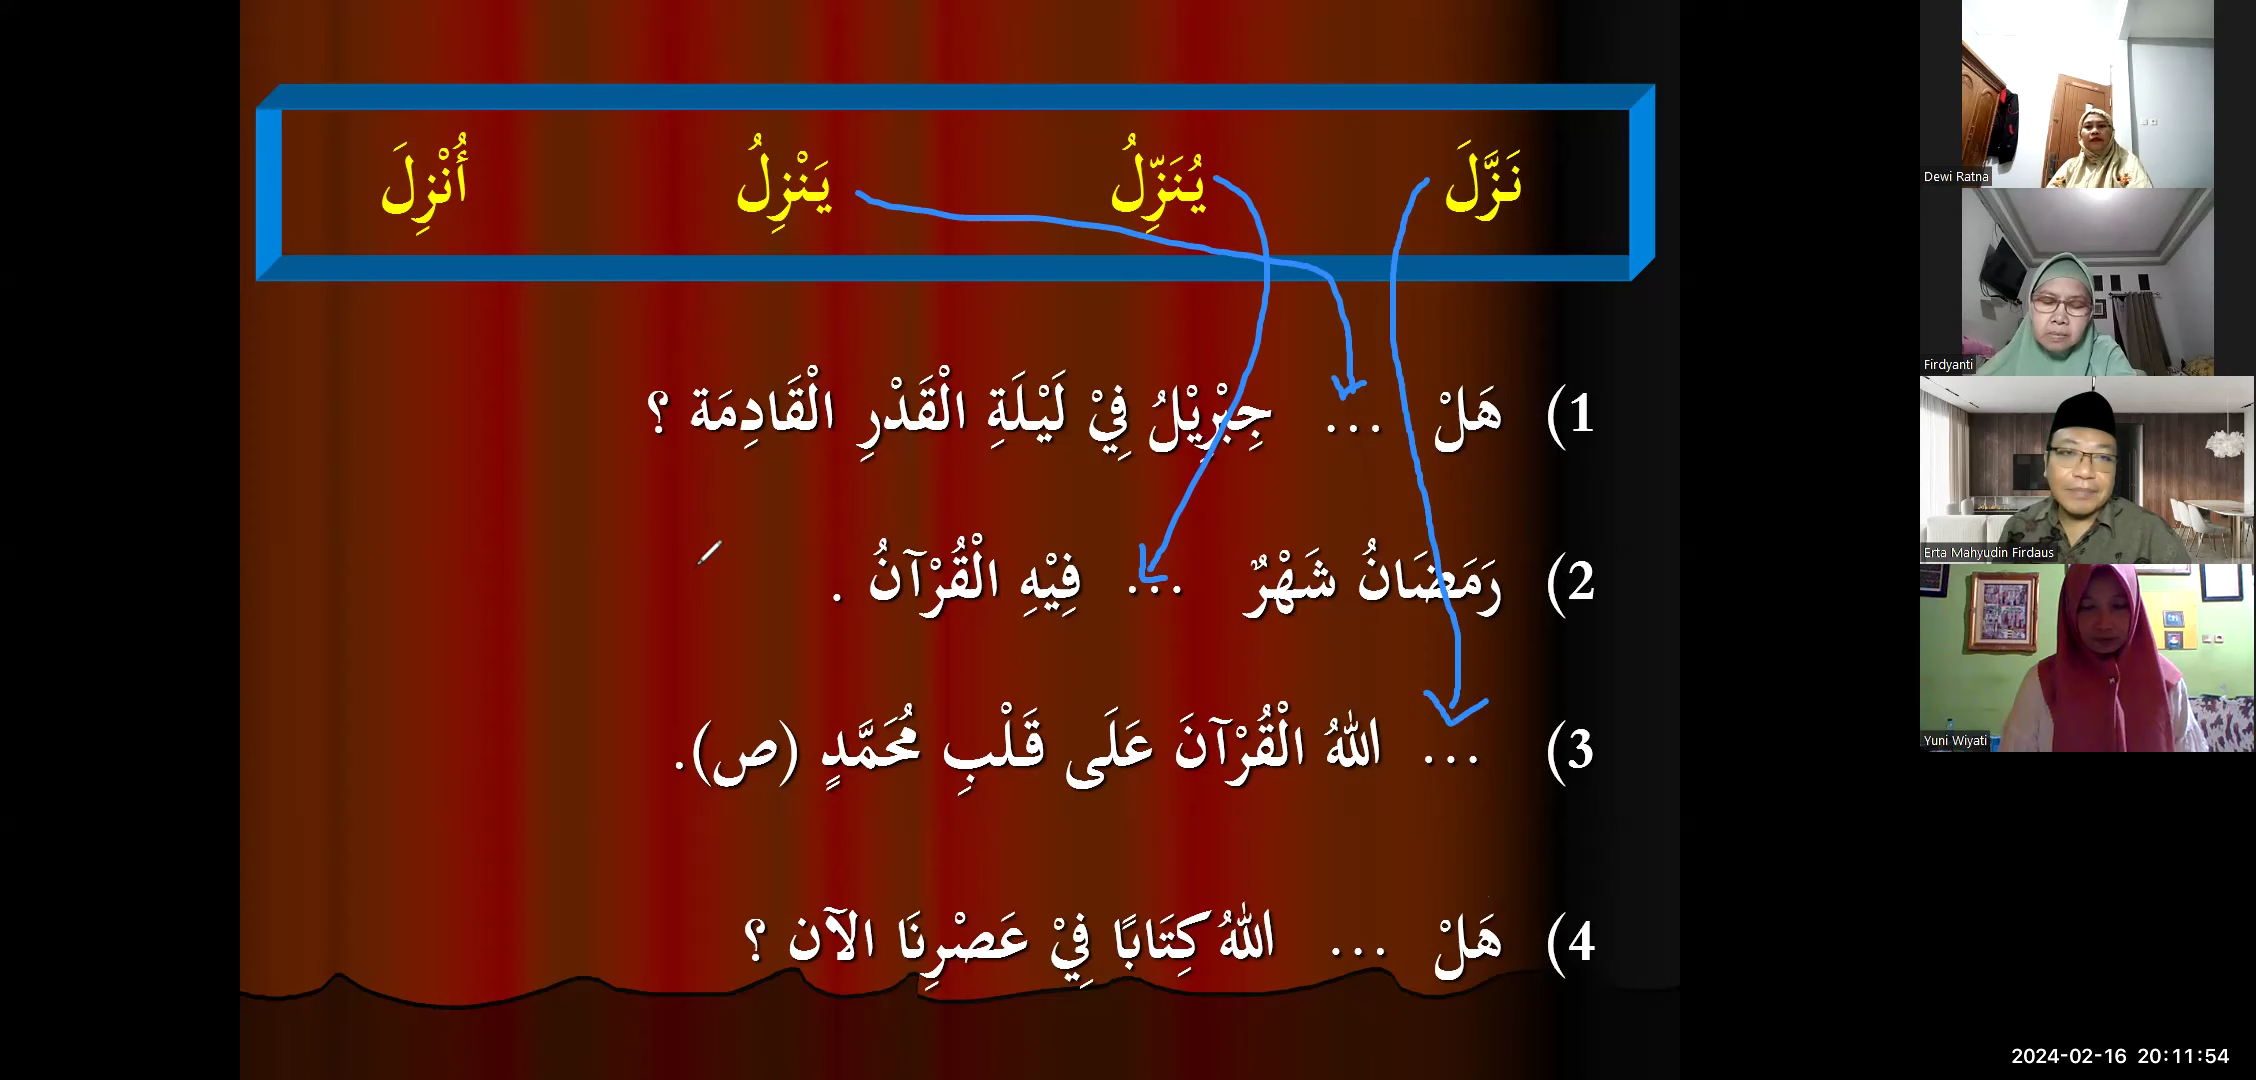 نَزَّلَ يُنَزِّلُ يَنْزِلُ أُنْزِلَ
1) هَلْ ... جِبْرِيْلُ فِيْ لَيْلَةِ الْقَدْرِ الْقَادِمَة ؟
2) رَمَضَانُ شَهْرٌ ... فِيْهِ الْقُرْآنُ .
3) ... اللهُ الْقُرْآنَ عَلَى قَلْبِ مُحَمَّدٍ (ص).
4) هَلْ ... اللهُ كِتَابًا فِيْ عَصْرِنَا الآن ؟
Dewi Ratna
Firdyanti
Erta Mahyudin Firdaus
Yuni Wiyati
2024-02-16 20:11:54